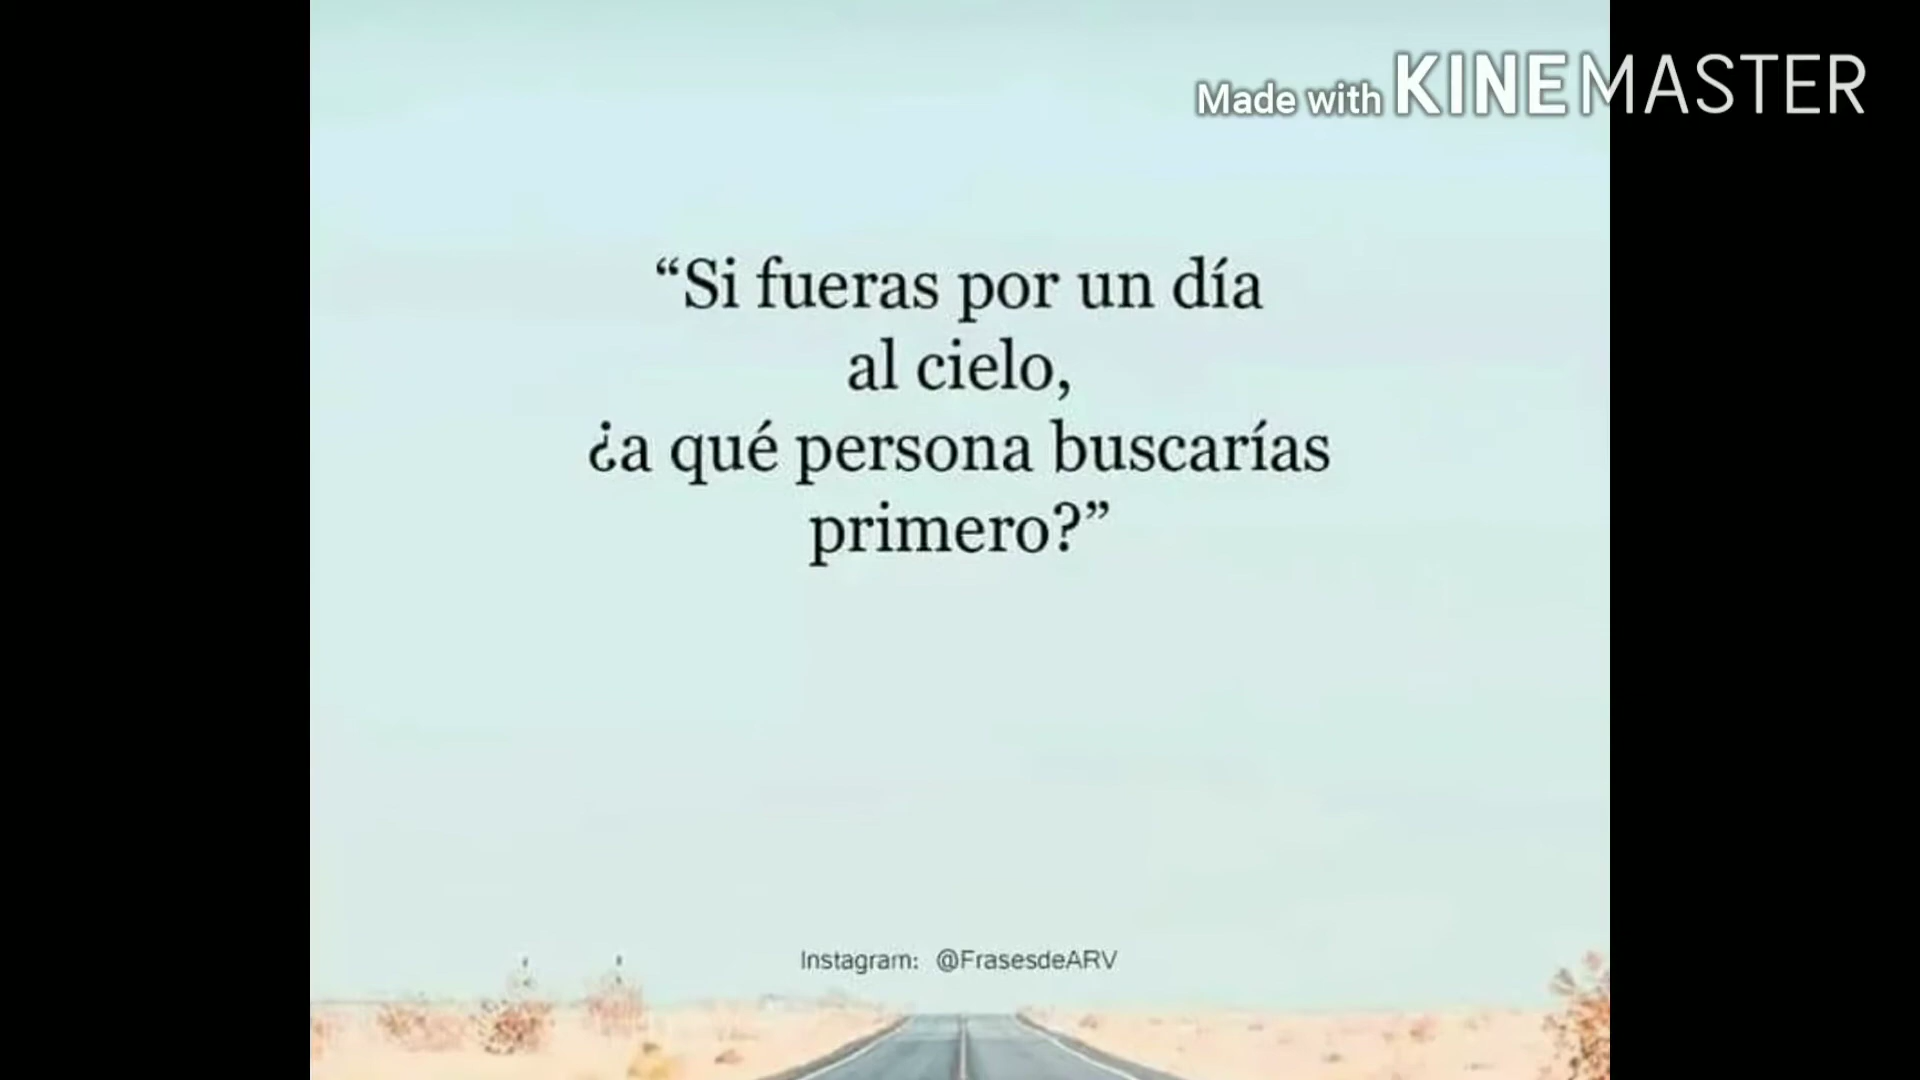 Made with KINEMASTER
“Si fueras por un día
al cielo,
¿a qué persona buscarías
primero?”
Instagram: @FrasesdeARV